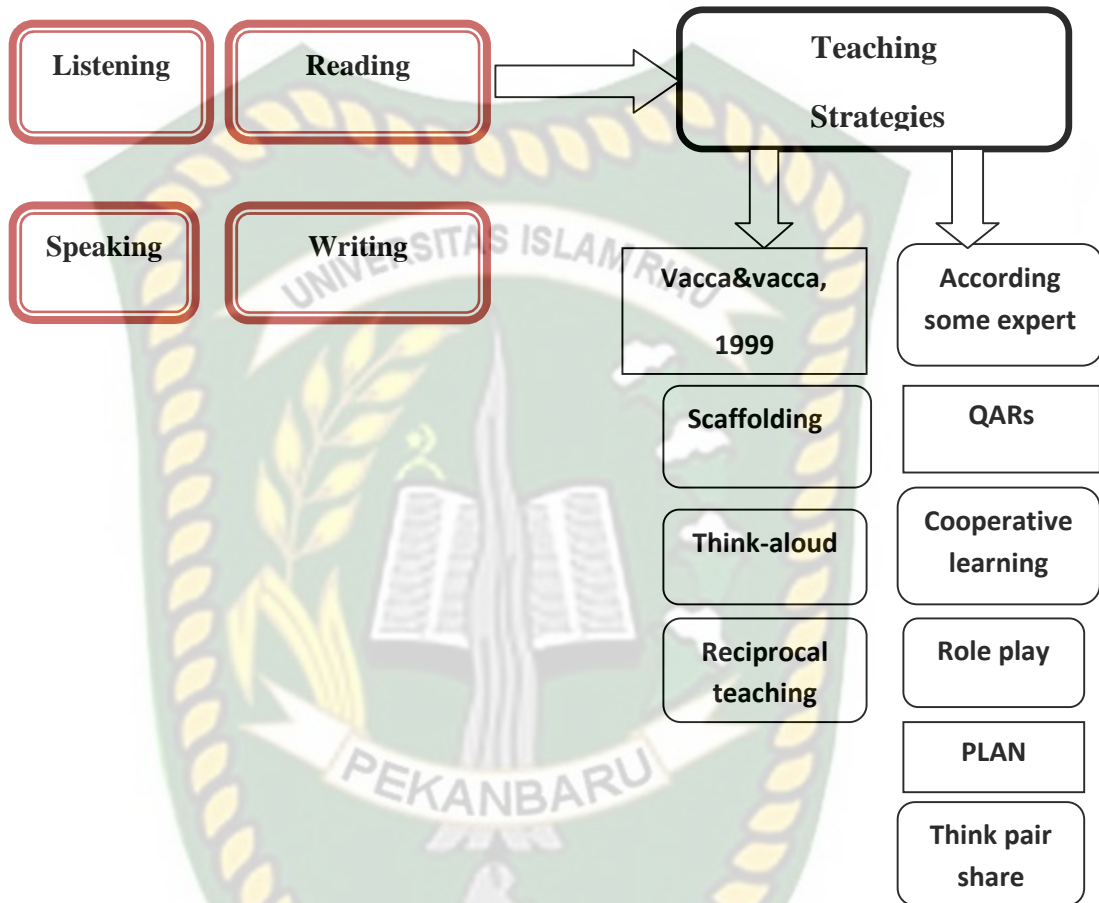 Listening
Reading
Teaching
Strategies
Speaking
Writing
UNIVERSITAS ISLAM RIAU
Vacca&vacca,
1999
According
some expert
Scaffolding
QARs
Think-aloud
Cooperative
learning
Reciprocal
teaching
Role play
PLAN
Think pair
share
PEKANBARU